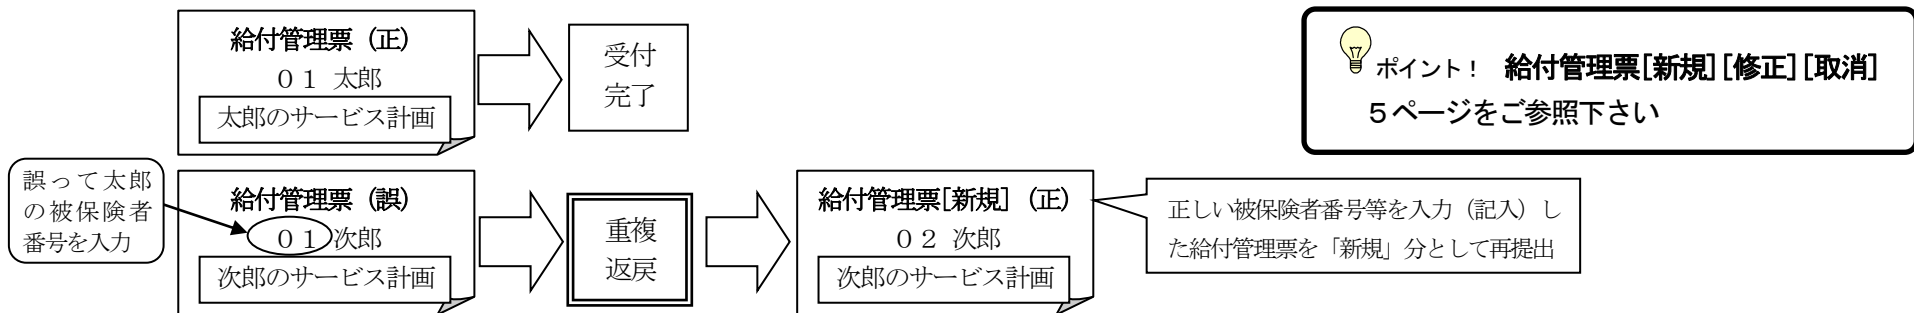 給付管理票（正）
０１ 太郎
太郎のサービス計画
受付
完了
ポイント！ 給付管理票[新規][修正][取消]
５ページをご参照下さい
誤って太郎
の被保険者
番号を入力
給付管理票（誤）
０１ 次郎
次郎のサービス計画
重複
返戻
給付管理票[新規]（正）
０２ 次郎
次郎のサービス計画
正しい被保険者番号等を入力（記入）し
た給付管理票を「新規」分として再提出